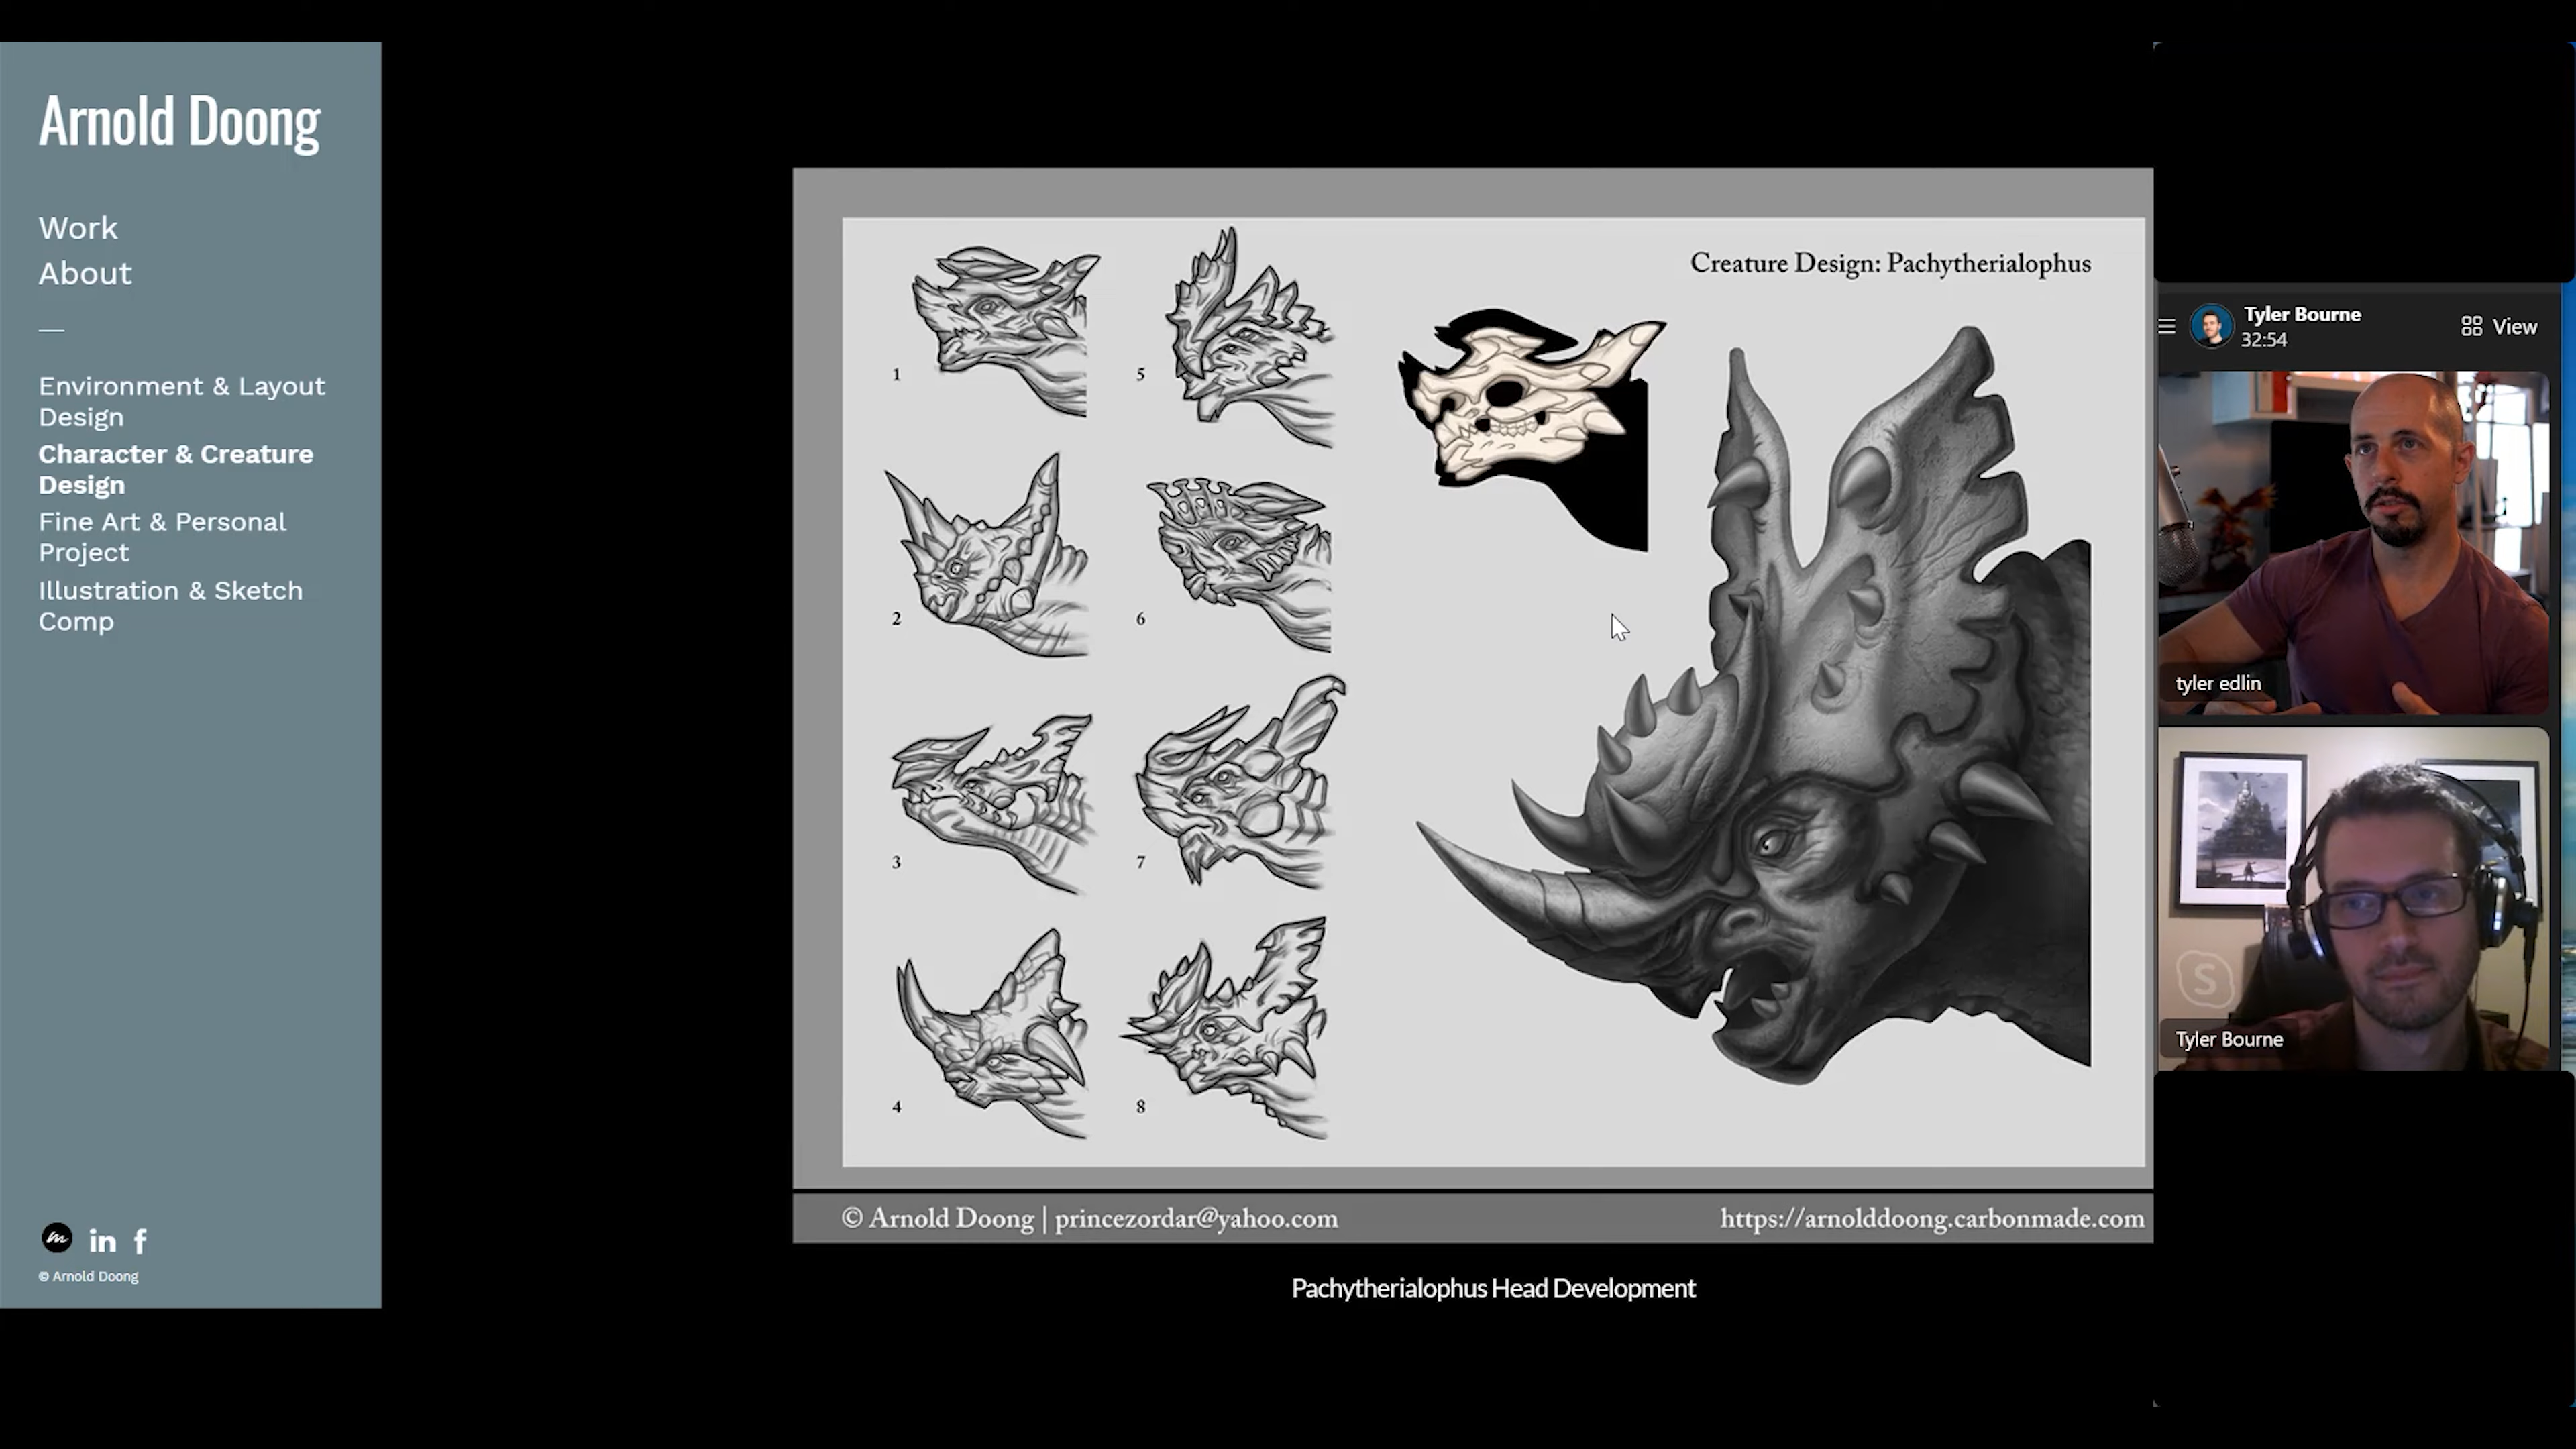 Arnold Doong
Work
About
Environment & Layout
Design
Character & Creature
Design
Fine Art & Personal
Project
Illustration & Sketch
Comp
in f
© Arnold Doong
Creature Design: Pachytherialophus
1
5
2
6
3
7
4
8
© Arnold Doong | princezordar@yahoo.com
https://arnolddoong.carbonmade.com
Pachytherialophus Head Development
Tyler Bourne
32:54
View
tyler edlin
S
Tyler Bourne